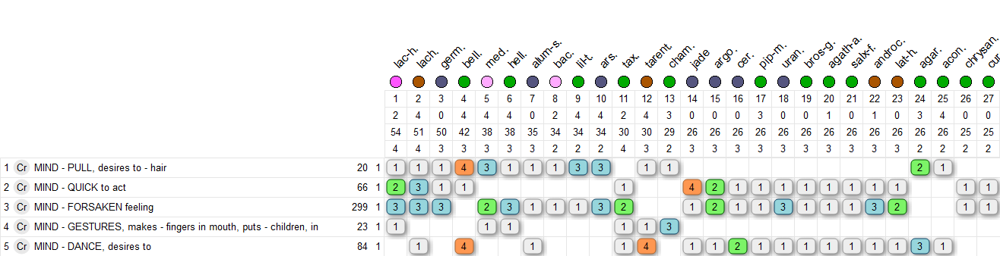 lac-h. lach. germ. bell. med. hell. alum-s. bac. lil-t. ars. tax. tarent. cham. jade argo. cer. pip-m. uran. bros-g. agath-a. salx-f. androc. lat-h. agar. acon. chrysan.
1 2 3 4 5 6 7 8 9 10 11 12 13 14 15 16 17 18 19 20 21 22 23 24 25 26 27
2 4 0 4 4 4 0 2 4 4 2 4 3 0 0 0 3 0 0 1 0 1 0 3 4 0 0
54 51 50 42 38 38 35 34 34 34 30 30 29 26 26 26 26 26 26 26 26 26 26 26 26 25 25
4 4 3 3 3 3 3 2 2 2 4 3 2 3 3 3 3 3 3 3 3 3 3 2 2 2 2
1 Cr MIND - PULL, desires to - hair 20 1 1 1 1 4 3 1 1 1 3 3 1 1 2 1
2 Cr MIND - QUICK to act 66 1 2 3 1 1 1 4 2 1 1 1 1 1 1 1 1 1 1
3 Cr MIND - FORSAKEN feeling 299 1 3 3 3 2 3 1 1 1 3 2 1 2 1 1 3 1 1 1 3 2 1 1
4 Cr MIND - GESTURES, makes - fingers in mouth, puts - children, in 23 1 1 1 1 1 1 3
5 Cr MIND - DANCE, desires to 84 1 1 4 1 1 4 1 1 2 1 1 1 1 1 1 1 3 1